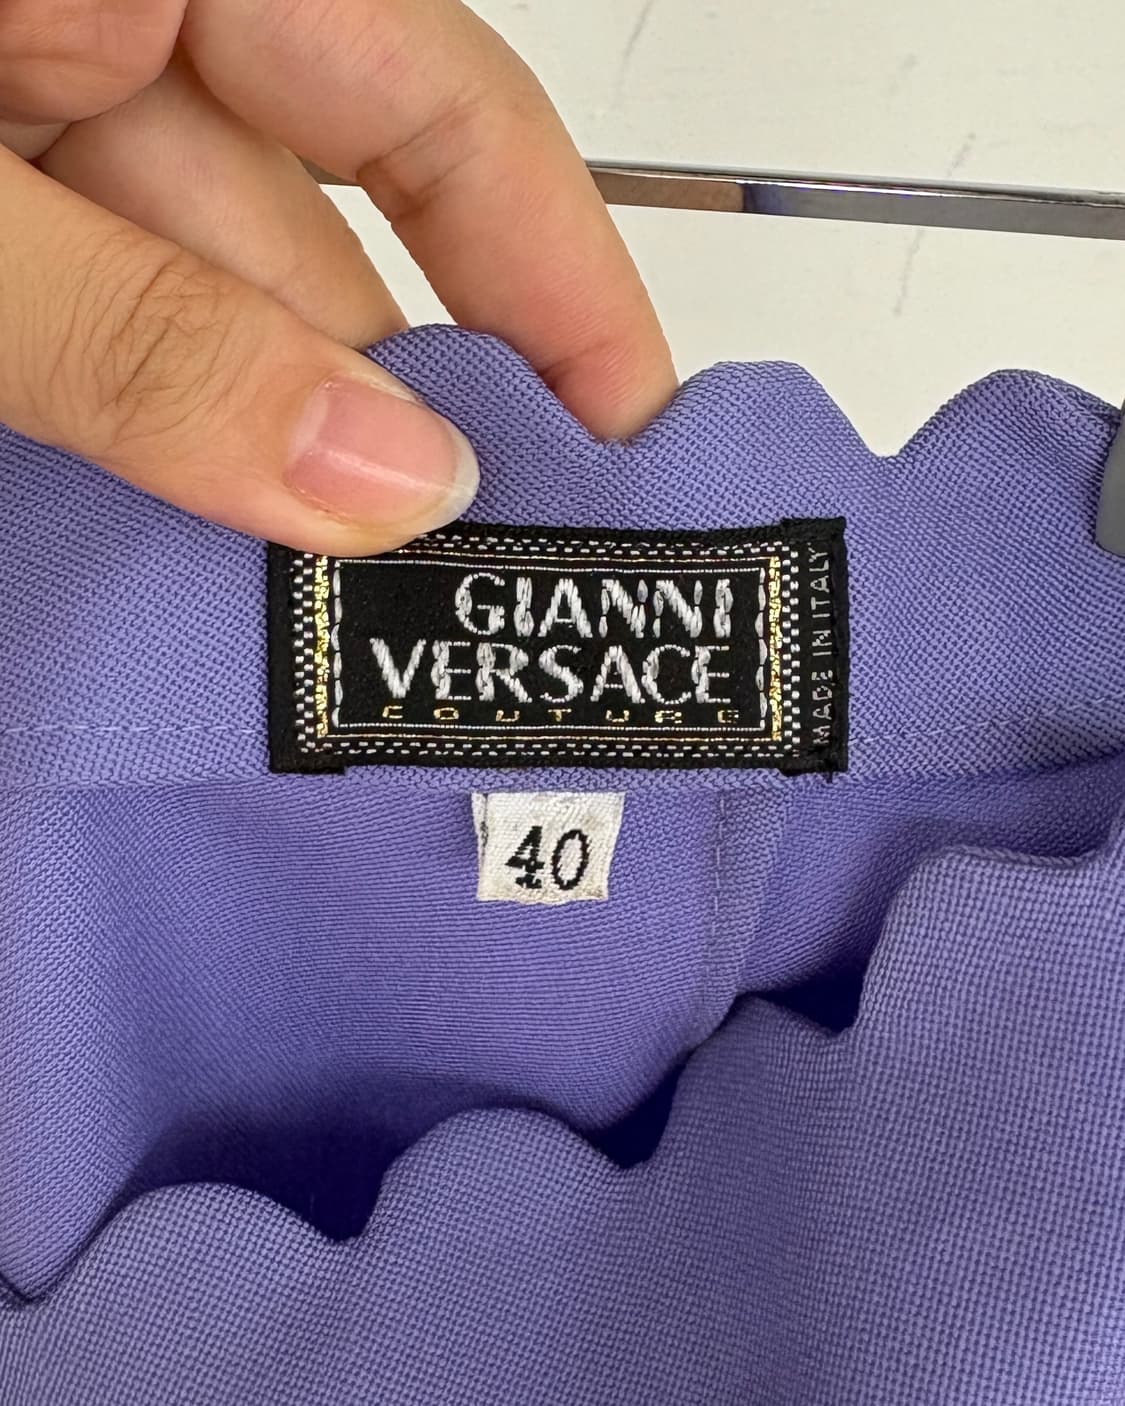 GIANNI
VERSACE
COUTURE
MADE IN ITALY
40